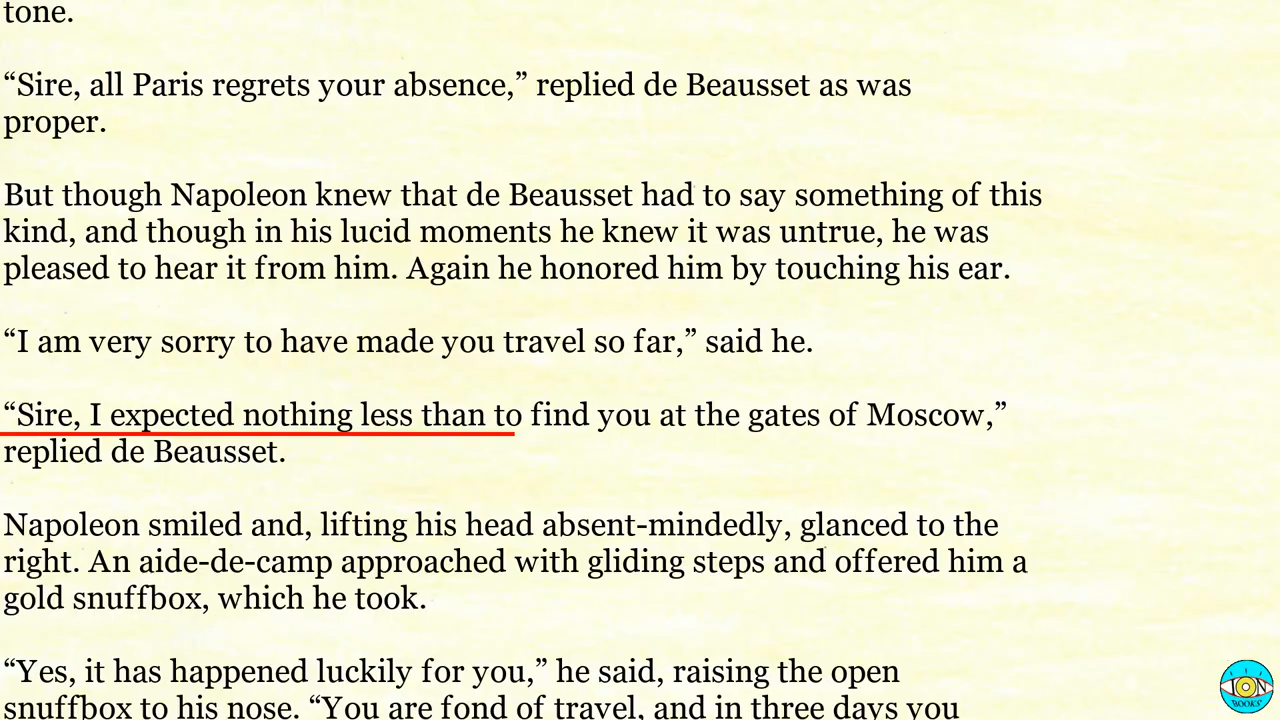 tone.
“Sire, all Paris regrets your absence,” replied de Beausset as was
proper.
But though Napoleon knew that de Beausset had to say something of this
kind, and though in his lucid moments he knew it was untrue, he was
pleased to hear it from him. Again he honored him by touching his ear.
“I am very sorry to have made you travel so far,” said he.
“Sire, I expected nothing less than to find you at the gates of Moscow,”
replied de Beausset.
Napoleon smiled and, lifting his head absent-mindedly, glanced to the
right. An aide-de-camp approached with gliding steps and offered him a
gold snuffbox, which he took.
“Yes, it has happened luckily for you,” he said, raising the open
snuffbox to his nose. “You are fond of travel, and in three days you
I
ION
BOOKS